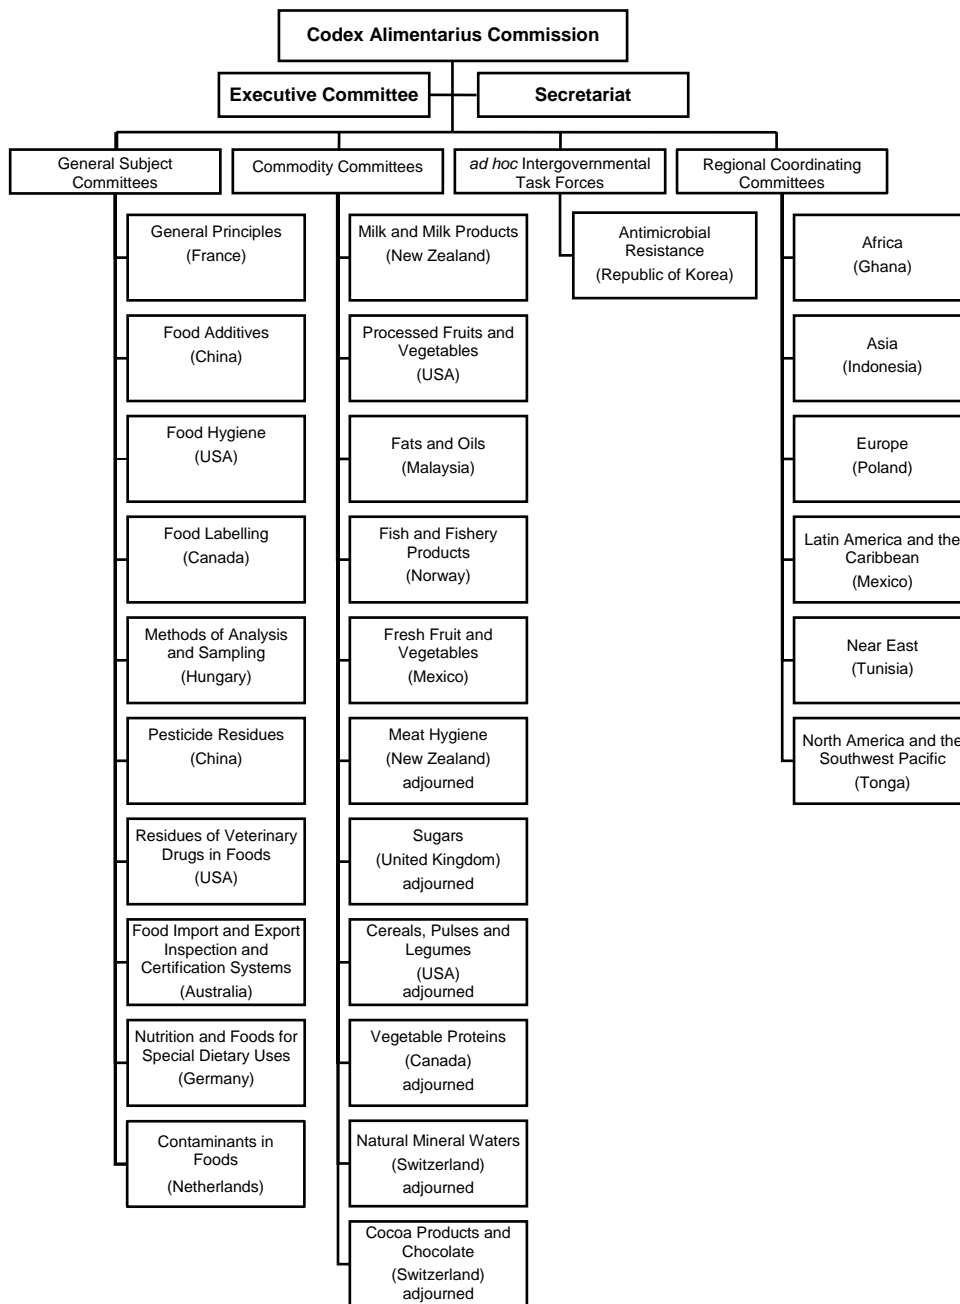 Codex Alimentarius Commission
Executive Committee
Secretariat
General Subject
Committees
Commodity Committees
ad hoc Intergovernmental
Task Forces
Regional Coordinating
Committees
General Principles
(France)
Food Additives
(China)
Food Hygiene
(USA)
Food Labelling
(Canada)
Methods of Analysis
and Sampling
(Hungary)
Pesticide Residues
(China)
Residues of Veterinary
Drugs in Foods
(USA)
Food Import and Export
Inspection and
Certification Systems
(Australia)
Nutrition and Foods for
Special Dietary Uses
(Germany)
Contaminants in
Foods
(Netherlands)
Milk and Milk Products
(New Zealand)
Processed Fruits and
Vegetables
(USA)
Fats and Oils
(Malaysia)
Fish and Fishery
Products
(Norway)
Fresh Fruit and
Vegetables
(Mexico)
Meat Hygiene
(New Zealand)
adjourned
Sugars
(United Kingdom)
adjourned
Cereals, Pulses and
Legumes
(USA)
adjourned
Vegetable Proteins
(Canada)
adjourned
Natural Mineral Waters
(Switzerland)
adjourned
Cocoa Products and
Chocolate
(Switzerland)
adjourned
Antimicrobial
Resistance
(Republic of Korea)
Africa
(Ghana)
Asia
(Indonesia)
Europe
(Poland)
Latin America and the
Caribbean
(Mexico)
Near East
(Tunisia)
North America and the
Southwest Pacific
(Tonga)